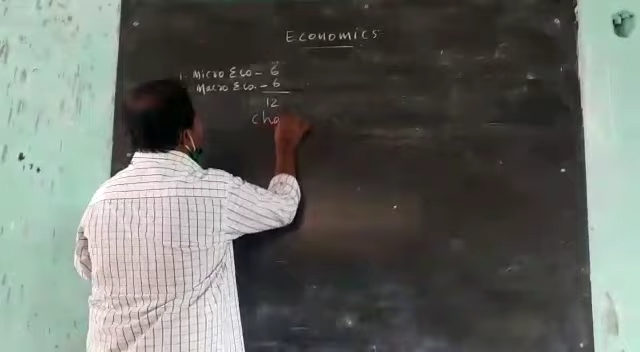 Economics
1. Micro Eco - 6
Macro Eco. - 6
12
Cha